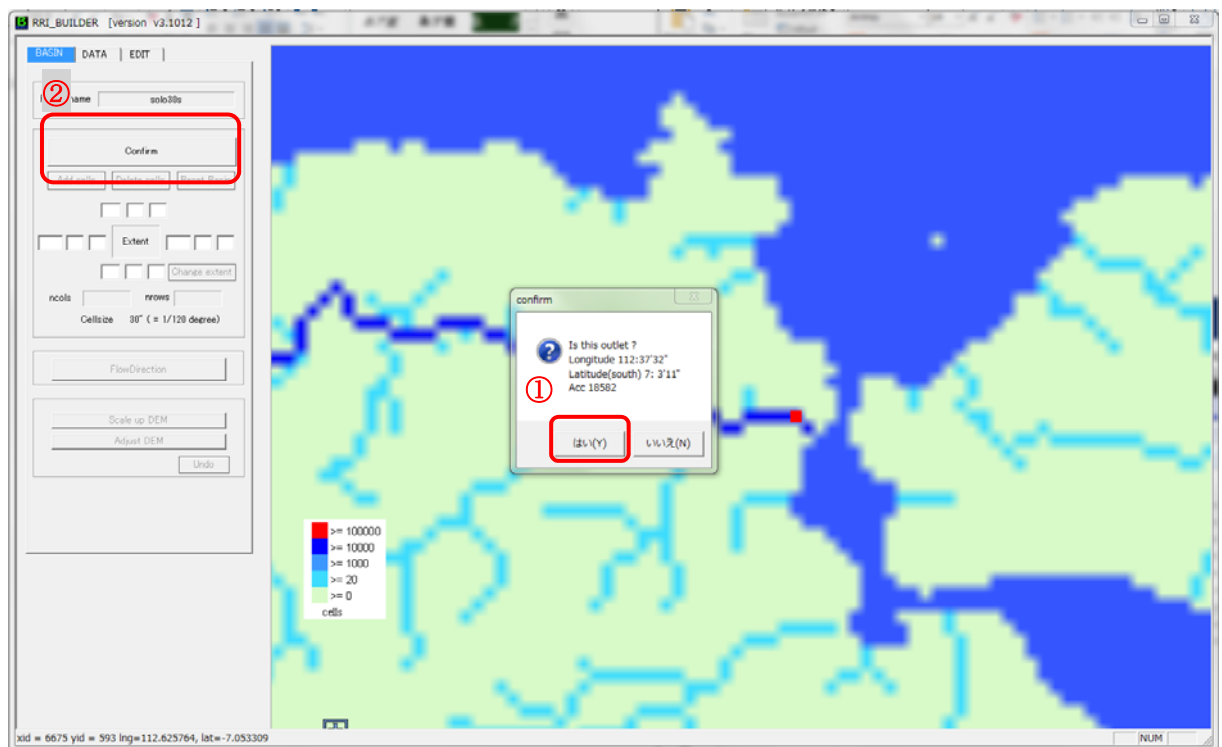 RRI_BUILDER [version v3.1012 ]
BASIN DATA EDIT
②
name solo30s
Confirm
Add cells Delete cells Reset Basin
Extent
Change extent
ncols nrows
Cellsize 30" ( = 1/120 degree)
FlowDirection
Scale up DEM
Adjust DEM
Undo
confirm
Is this outlet ?
Longitude 112:37'32"
Latitude(south) 7: 3'11"
Acc 18582
①
はい(Y) いいえ(N)
>= 100000
>= 10000
>= 1000
>= 20
>= 0
cells
xid = 6675 yid = 593 lng=112.625764, lat=-7.053309
NUM